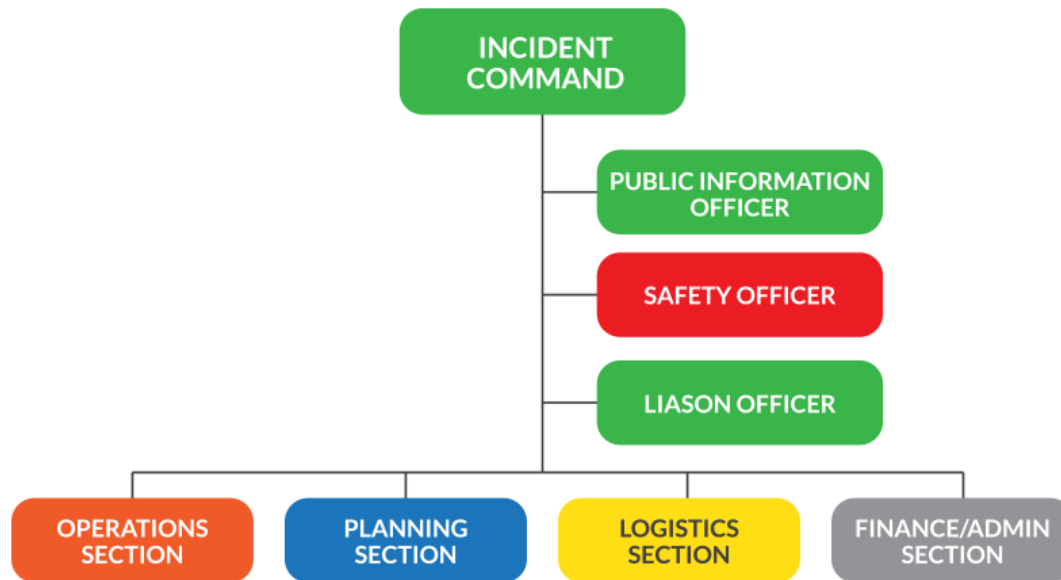 INCIDENT
COMMAND
PUBLIC INFORMATION
OFFICER
SAFETY OFFICER
LIASON OFFICER
OPERATIONS
SECTION
PLANNING
SECTION
LOGISTICS
SECTION
FINANCE/ADMIN
SECTION